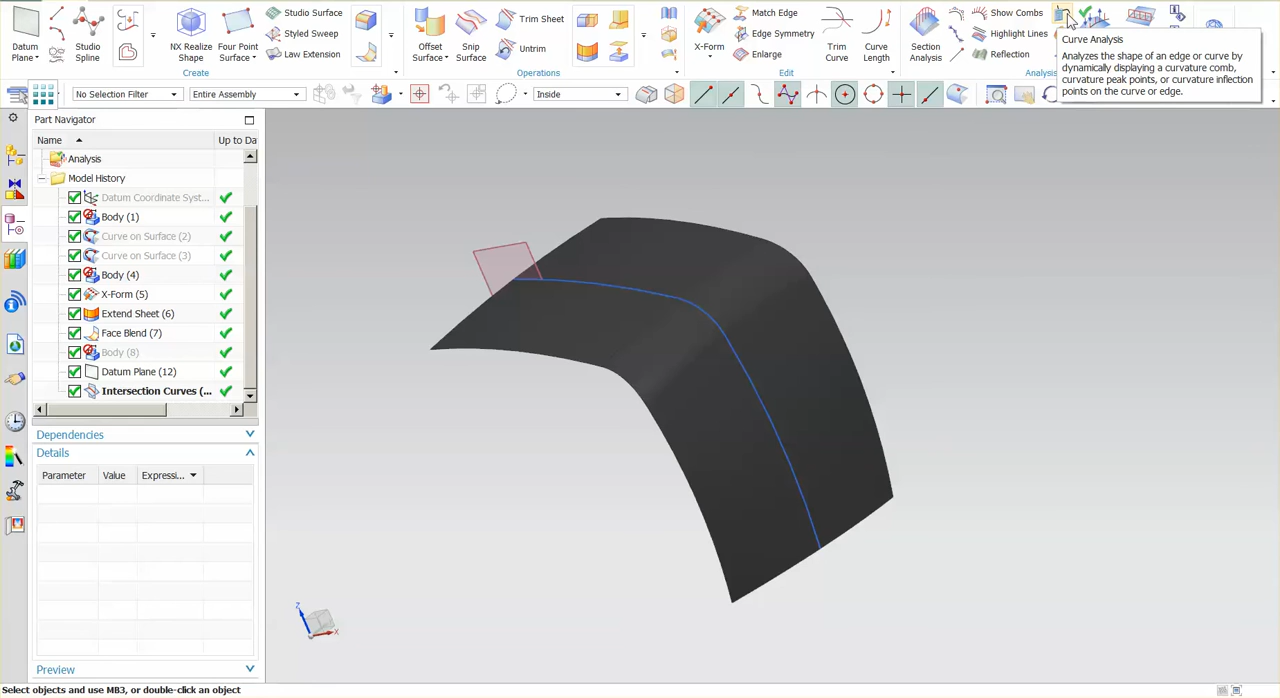 Datum Plane
Studio Spline
NX Realize Shape
Four Point Surface
Studio Surface
Styled Sweep
Law Extension
Create
Offset Surface
Snip Surface
Trim Sheet
Untrim
Operations
X-Form
Match Edge
Edge Symmetry
Enlarge
Trim Curve
Curve Length
Edit
Section Analysis
Show Combs
Highlight Lines
Reflection
Analysis
Curve Analysis
Analyzes the shape of an edge or curve by
dynamically displaying a curvature comb,
curvature peak points, or curvature inflection
points on the curve or edge.
No Selection Filter
Entire Assembly
Inside
Part Navigator
Name Up to Da
Analysis
Model History
Datum Coordinate Syst...
Body (1)
Curve on Surface (2)
Curve on Surface (3)
Body (4)
X-Form (5)
Extend Sheet (6)
Face Blend (7)
Body (8)
Datum Plane (12)
Intersection Curves (...
Dependencies
Details
Parameter Value Expressi...
Preview
Z
X
Select objects and use MB3, or double-click an object